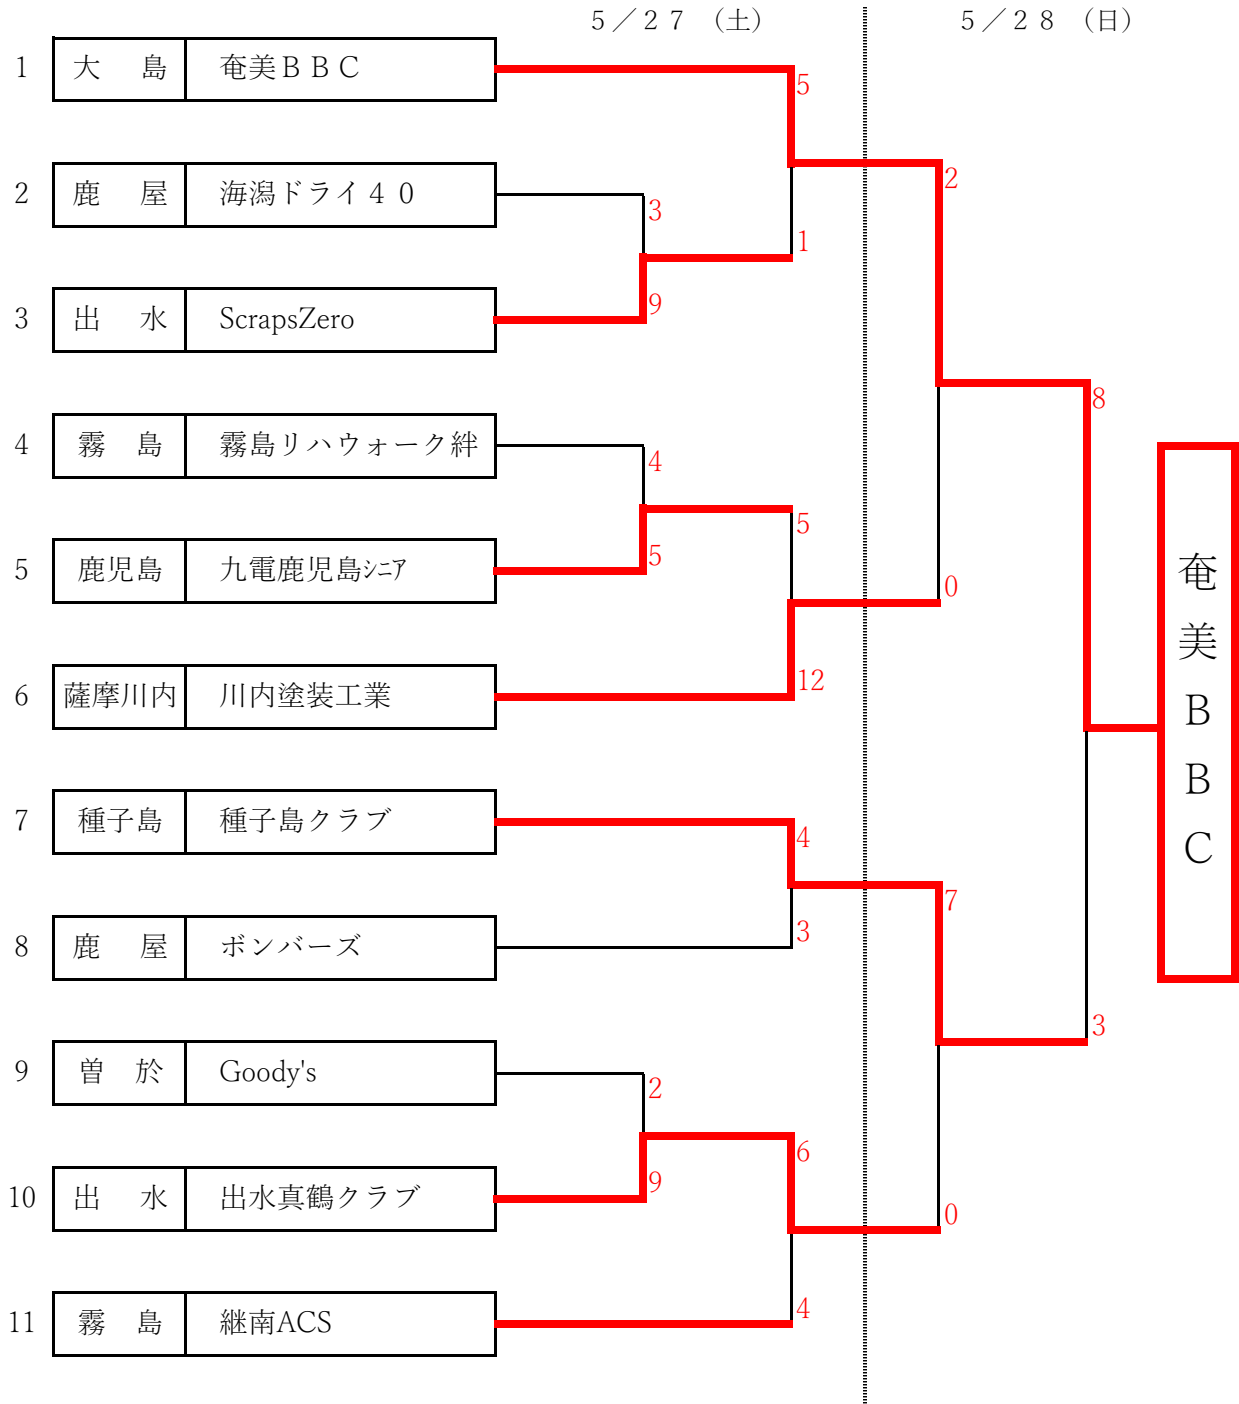 ５／２７　（土）
５／２８　（日）
1　大　島　奄美ＢＢＣ
5
2　鹿　屋　海潟ドライ４０
2
3
1
9
3　出　水　ScrapsZero
8
4　霧　島　霧島リハウォーク絆
4
5
5
5　鹿児島　九電鹿児島ｼﾆｱ
0
12
6　薩摩川内　川内塗装工業
奄美ＢＢＣ
7　種子島　種子島クラブ
4
7
3
8　鹿　屋　ボンバーズ
3
9　曽　於　Goody's
2
6
9
10　出　水　出水真鶴クラブ
0
4
11　霧　島　継南ACS